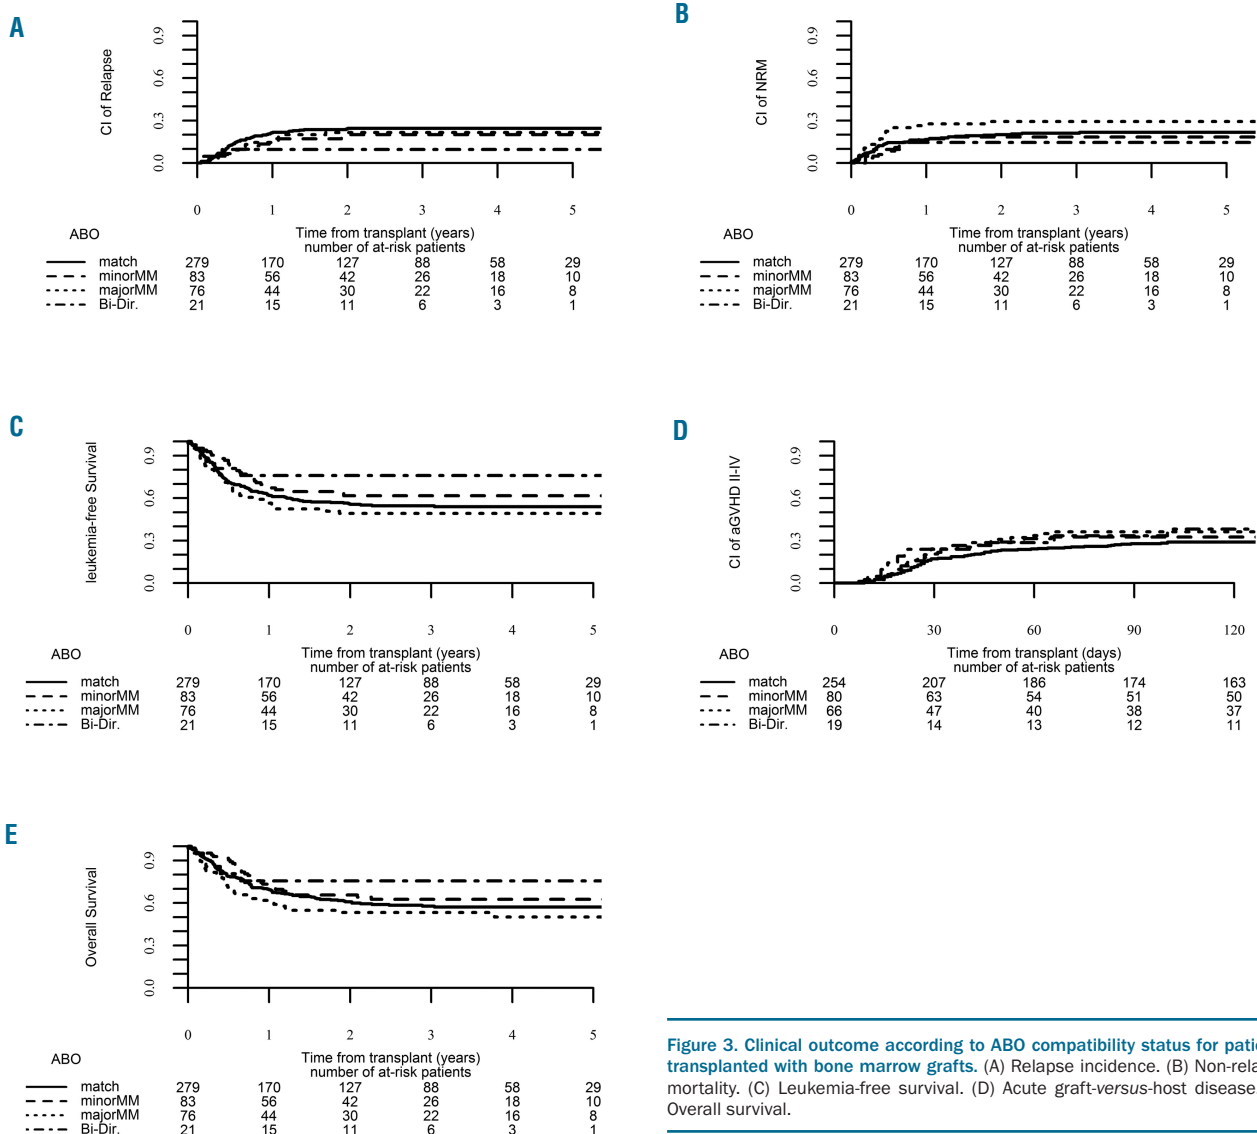 A
CI of Relapse
0.9
0.6
0.3
0.0
0 1 2 3 4 5
ABO Time from transplant (years)
number of at-risk patients
match 279 170 127 88 58 29
minorMM 83 56 42 26 18 10
majorMM 76 44 30 22 16 8
Bi-Dir. 21 15 11 6 3 1
B
CI of NRM
0.9
0.6
0.3
0.0
0 1 2 3 4 5
ABO Time from transplant (years)
number of at-risk patients
match 279 170 127 88 58 29
minorMM 83 56 42 26 18 10
majorMM 76 44 30 22 16 8
Bi-Dir. 21 15 11 6 3 1
C
leukemia-free Survival
0.9
0.6
0.3
0.0
0 1 2 3 4 5
ABO Time from transplant (years)
number of at-risk patients
match 279 170 127 88 58 29
minorMM 83 56 42 26 18 10
majorMM 76 44 30 22 16 8
Bi-Dir. 21 15 11 6 3 1
D
CI of aGVHD II-IV
0.9
0.6
0.3
0.0
0 30 60 90 120
ABO Time from transplant (days)
number of at-risk patients
match 254 207 186 174 163
minorMM 80 63 54 51 50
majorMM 66 47 40 38 37
Bi-Dir. 19 14 13 12 11
E
Overall Survival
0.9
0.6
0.3
0.0
0 1 2 3 4 5
ABO Time from transplant (years)
number of at-risk patients
match 279 170 127 88 58 29
minorMM 83 56 42 26 18 10
majorMM 76 44 30 22 16 8
Bi-Dir. 21 15 11 6 3 1
Figure 3. Clinical outcome according to ABO compatibility status for patie
transplanted with bone marrow grafts. (A) Relapse incidence. (B) Non-rela
mortality. (C) Leukemia-free survival. (D) Acute graft-versus-host disease.
Overall survival.